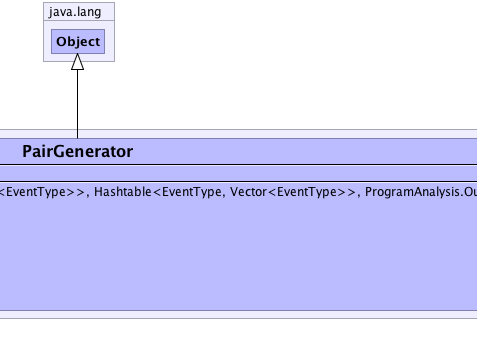 java.lang
Object
PairGenerator
<EventType>>, Hashtable<EventType, Vector<EventType>>, ProgramAnalysis.Ou